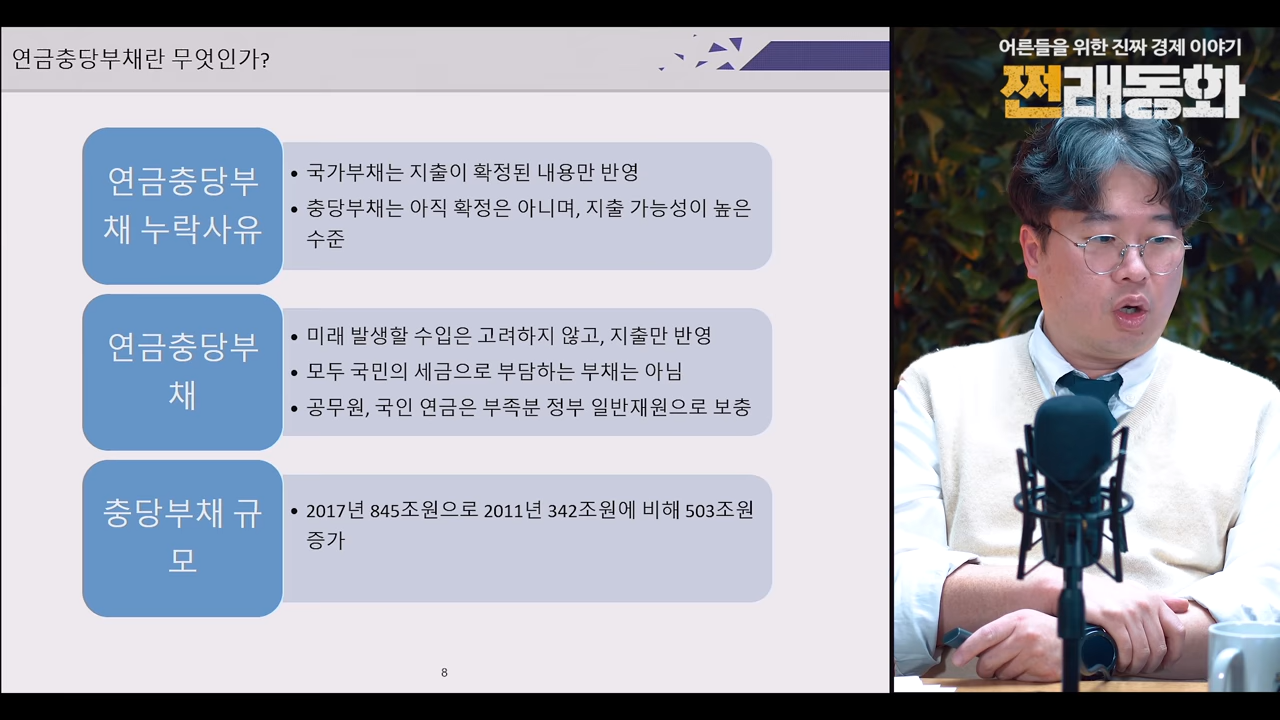 연금충당부채란 무엇인가?
어른들을 위한 진짜 경제 이야기
쩐래동화
연금충당부
채 누락사유
• 국가부채는 지출이 확정된 내용만 반영
• 충당부채는 아직 확정은 아니며, 지출 가능성이 높은
수준
연금충당부
채
• 미래 발생할 수입은 고려하지 않고, 지출만 반영
• 모두 국민의 세금으로 부담하는 부채는 아님
• 공무원, 국인 연금은 부족분 정부 일반재원으로 보충
충당부채 규
모
• 2017년 845조원으로 2011년 342조원에 비해 503조원
증가
8